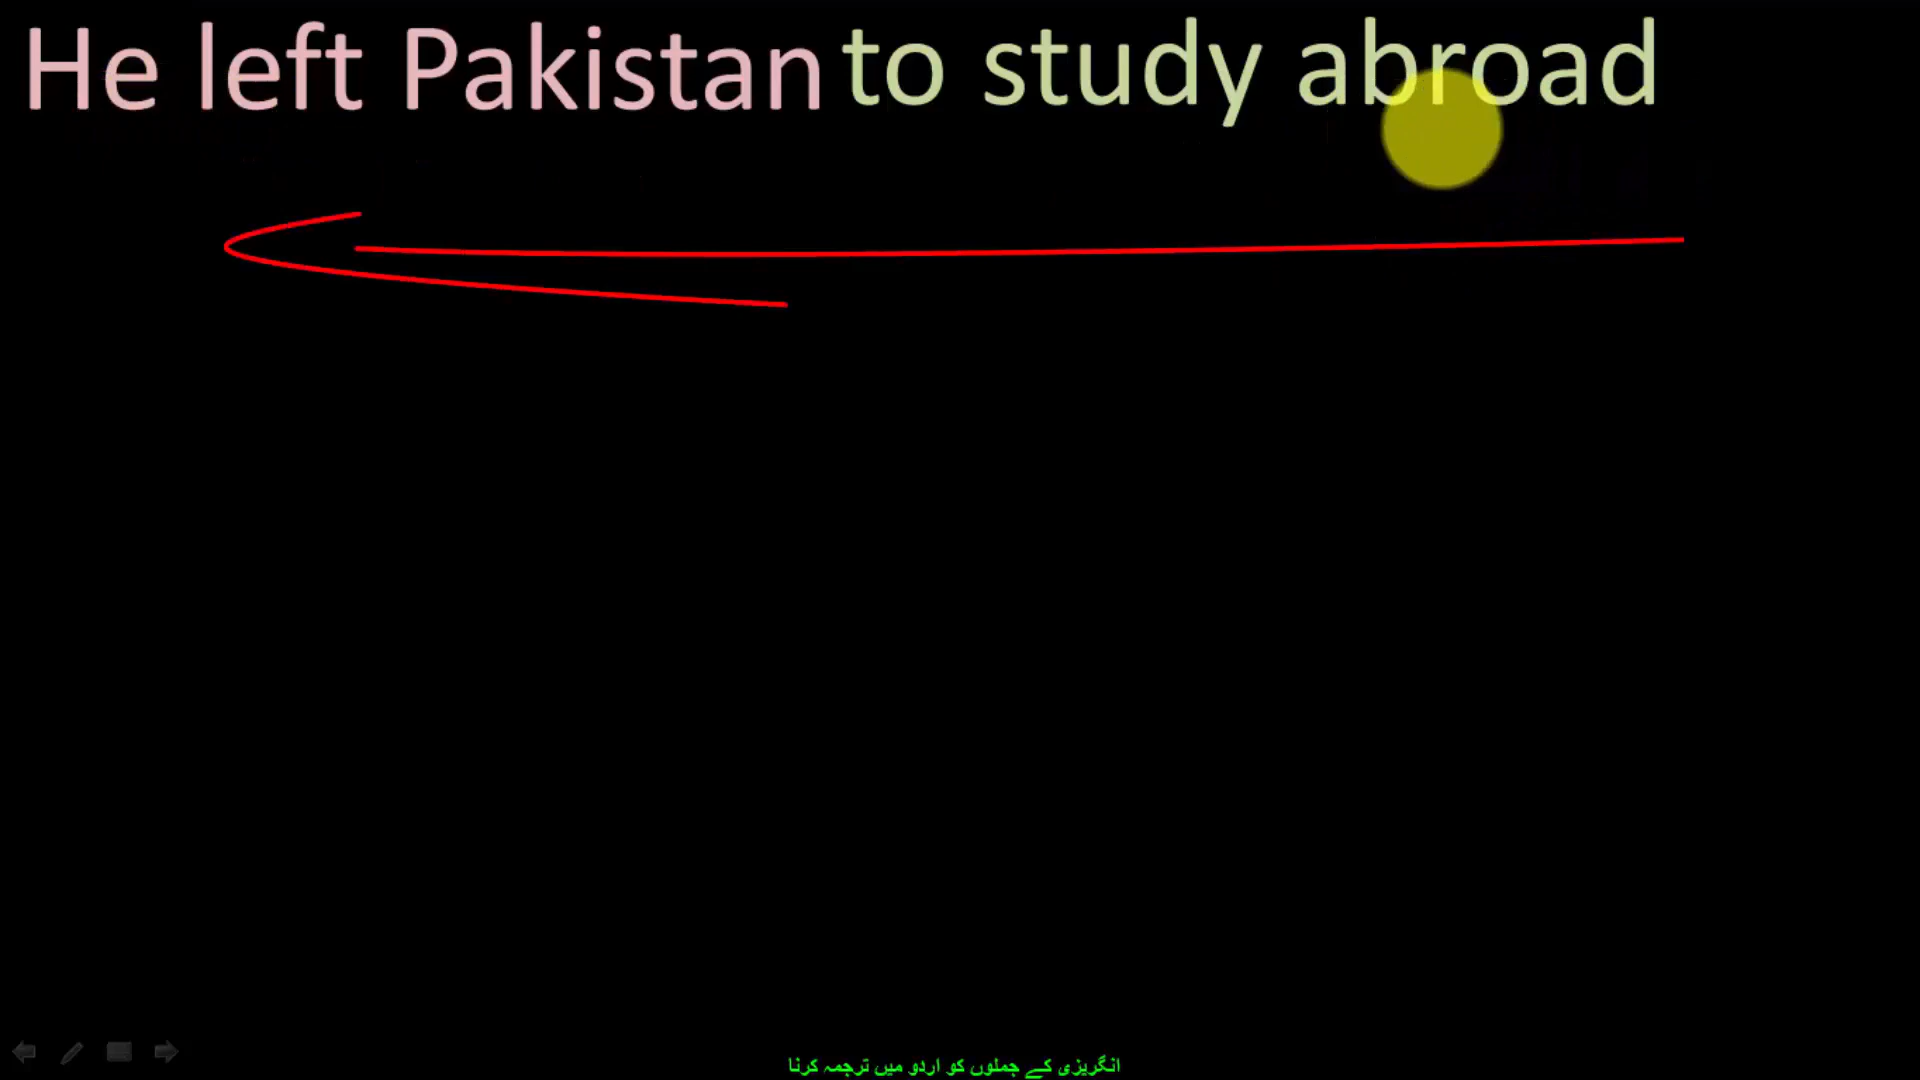 He left Pakistan to study abroad
انگریزی کے جملوں کو اردو میں ترجمہ کرنا